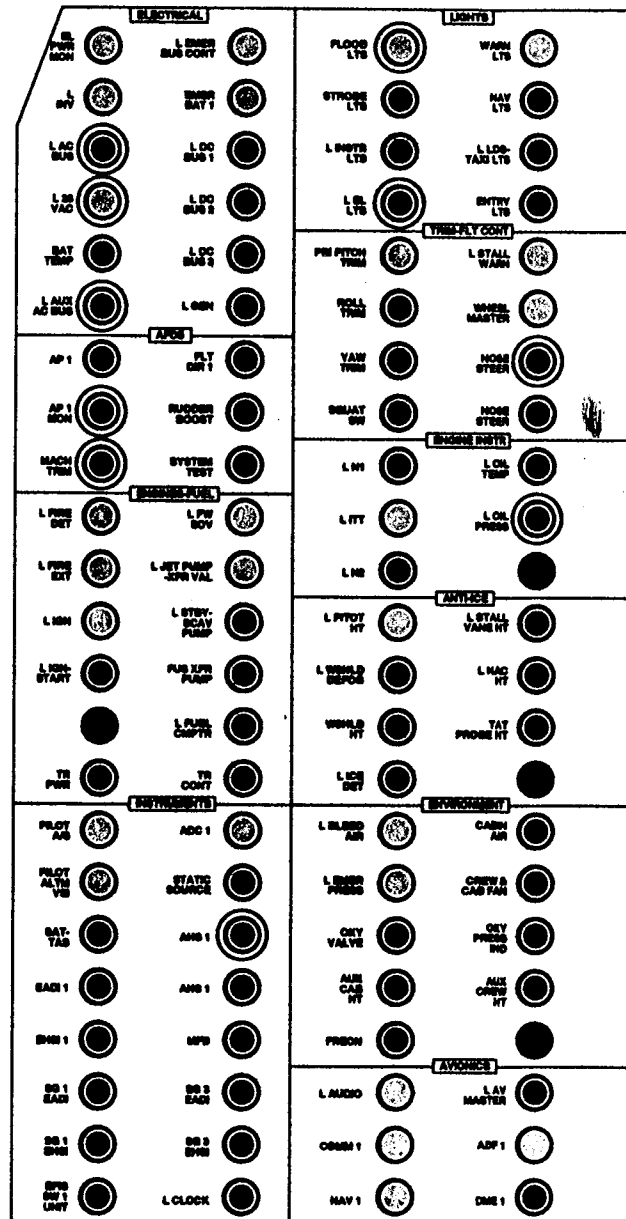 ELECTRICAL
EL
PWR
MON
L EMER
BUS CONT
L
INV
EMER
BAT 1
L AC
BUS
L DC
BUS 1
L 26
VAC
L DC
BUS 2
BAT
TEMP
L DC
BUS 3
L AUX
AC BUS
L GEN
AFCS
AP 1
FLT
DIR 1
AP 1
MON
RUDDER
BOOST
MACH
TRIM
SYSTEM
TEST
ENGINES-FUEL
L FIRE
DET
L FW
SOV
L FIRE
EXT
L JET PUMP
-XFR VAL
L IGN
L STBY-
SCAV
PUMP
L IGN-
START
FUS XFR
PUMP
L FUEL
CMPTR
TR
PWR
TR
CONT
INSTRUMENTS
PILOT
A/S
ADC 1
PILOT
ALTM
VSI
STATIC
SOURCE
SAT-
TAS
AHS 1
EADI 1
AHS 1
EHSI 1
MFD
SG 1
EADI
SG 3
EADI
SG 1
EHSI
SG 3
EHSI
EFIS
SW 1
UNIT
L CLOCK
LIGHTS
FLOOD
LTS
WARN
LTS
STROBE
LTS
NAV
LTS
L INSTR
LTS
L LDG-
TAXI LTS
L EL
LTS
ENTRY
LTS
TRIM-FLT CONT
PRI PITCH
TRIM
L STALL
WARN
ROLL
TRIM
WHEEL
MASTER
YAW
TRIM
NOSE
STEER
SQUAT
SW
NOSE
STEER
ENGINE INSTR
L N1
L OIL
TEMP
L ITT
L OIL
PRESS
L N2
ANTI-ICE
L PITOT
HT
L STALL
VANE HT
L WSHLD
DEFOG
L NAC
HT
WSHLD
HT
TAT
PROBE HT
L ICE
DET
ENVIRONMENT
L BLEED
AIR
CABIN
AIR
L EMER
PRESS
CREW &
CAB FAN
OXY
VALVE
OXY
PRESS
IND
AUX
CAB
HT
AUX
CREW
HT
FREON
AVIONICS
L AUDIO
L AV
MASTER
COMM 1
ADF 1
NAV 1
DME 1